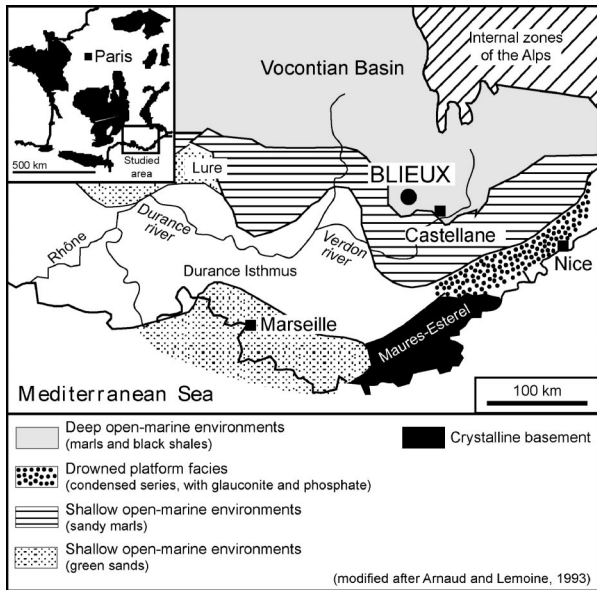 Paris
500 km
Studied
area
Internal zones
of the Alps
Vocontian Basin
Lure
BLIEUX
Castellane
Nice
Rhône
Durance
river
Verdon
river
Durance Isthmus
Marseille
Maures-Esterel
Mediterranean Sea
100 km
Deep open-marine environments
(marls and black shales)
Crystalline basement
Drowned platform facies
(condensed series, with glauconite and phosphate)
Shallow open-marine environments
(sandy marls)
Shallow open-marine environments
(green sands)
(modified after Arnaud and Lemoine, 1993)